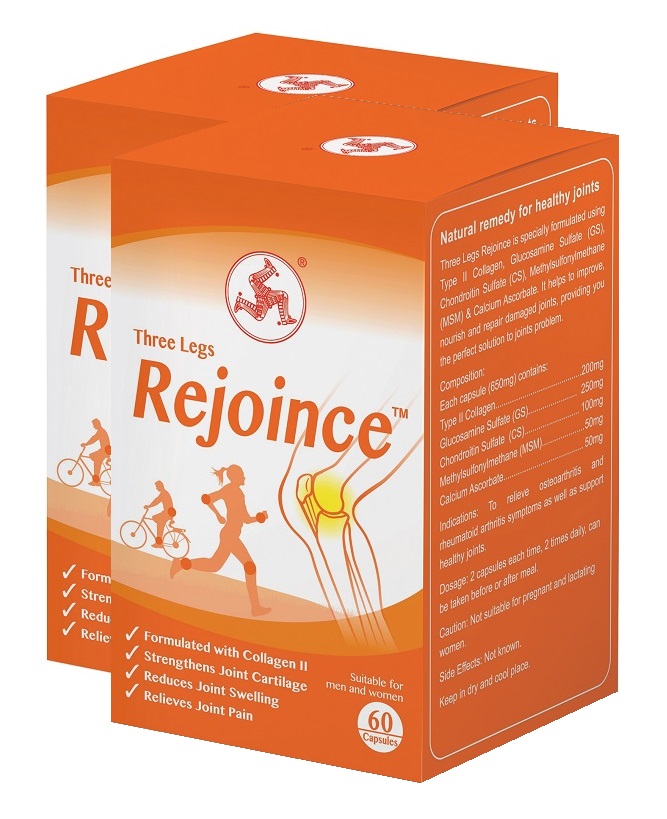 Three
R
Form
Stren
Redu
Relie
®
Three Legs
Rejoince™
✓ Formulated with Collagen II
✓ Strengthens Joint Cartilage
✓ Reduces Joint Swelling
✓ Relieves Joint Pain
Suitable for
men and women
60
Capsules
Natural remedy for healthy joints
Three Legs Rejoince is specially formulated using
Type II Collagen, Glucosamine Sulfate (GS),
Chondroitin Sulfate (CS), Methylsulfonylmethane
(MSM) & Calcium Ascorbate. It helps to improve,
nourish and repair damaged joints, providing you
the perfect solution to joints problem.
Composition:
Each capsule (650mg) contains:
Type II Collagen..............................200mg
Glucosamine Sulfate (GS)................250mg
Chondroitin Sulfate (CS)..................100mg
Methylsulfonylmethane (MSM)..........50mg
Calcium Ascorbate..........................50mg
Indications: To relieve osteoarthritis and
rheumatoid arthritis symptoms as well as support
healthy joints.
Dosage: 2 capsules each time, 2 times daily, can
be taken before or after meal.
Caution: Not suitable for pregnant and lactating
women.
Side Effects: Not known.
Keep in dry and cool place.